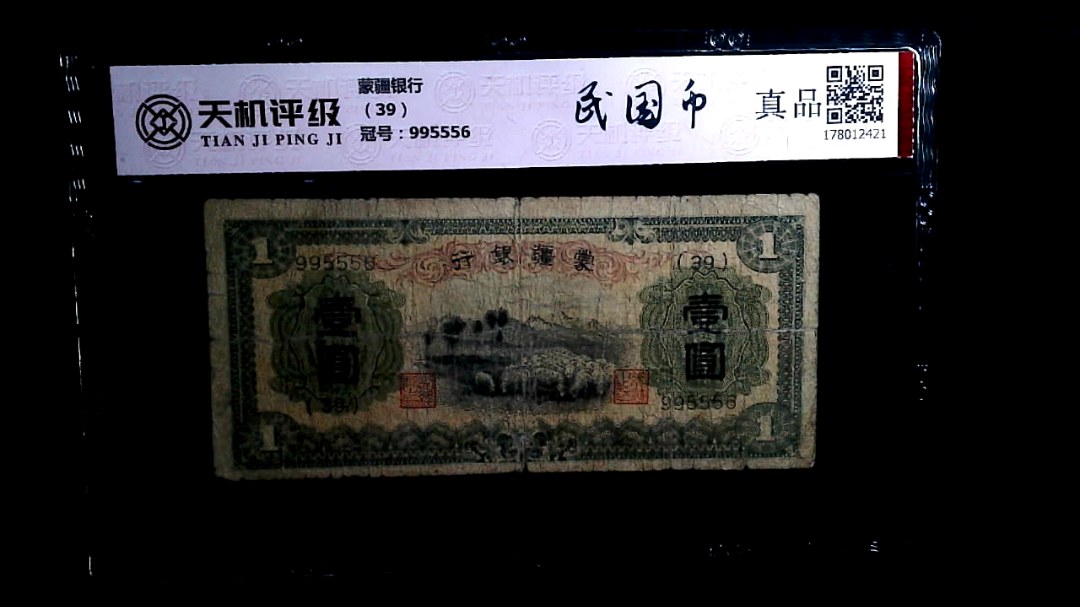 天机评级
TIAN JI PING JI
蒙疆银行
（39）
冠号：995556
民国币
真品
178012421
1
1
995556
行銀疆蒙
(39)
壹圓
壹圓
(39)
995556
1
1